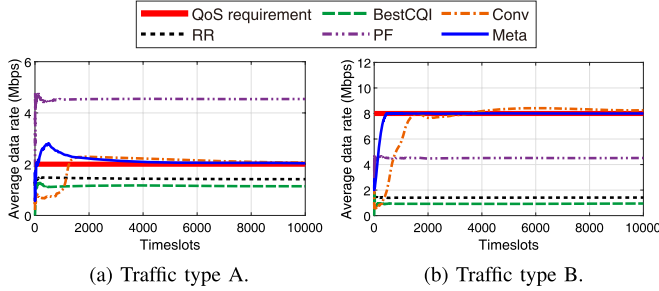 QoS requirement BestCQI Conv
RR PF Meta
Average data rate (Mbps)
6
4
2
0
0 2000 4000 6000 8000 10000
Timeslots
(a) Traffic type A.
Average data rate (Mbps)
12
10
8
6
4
2
0
0 2000 4000 6000 8000 10000
Timeslots
(b) Traffic type B.